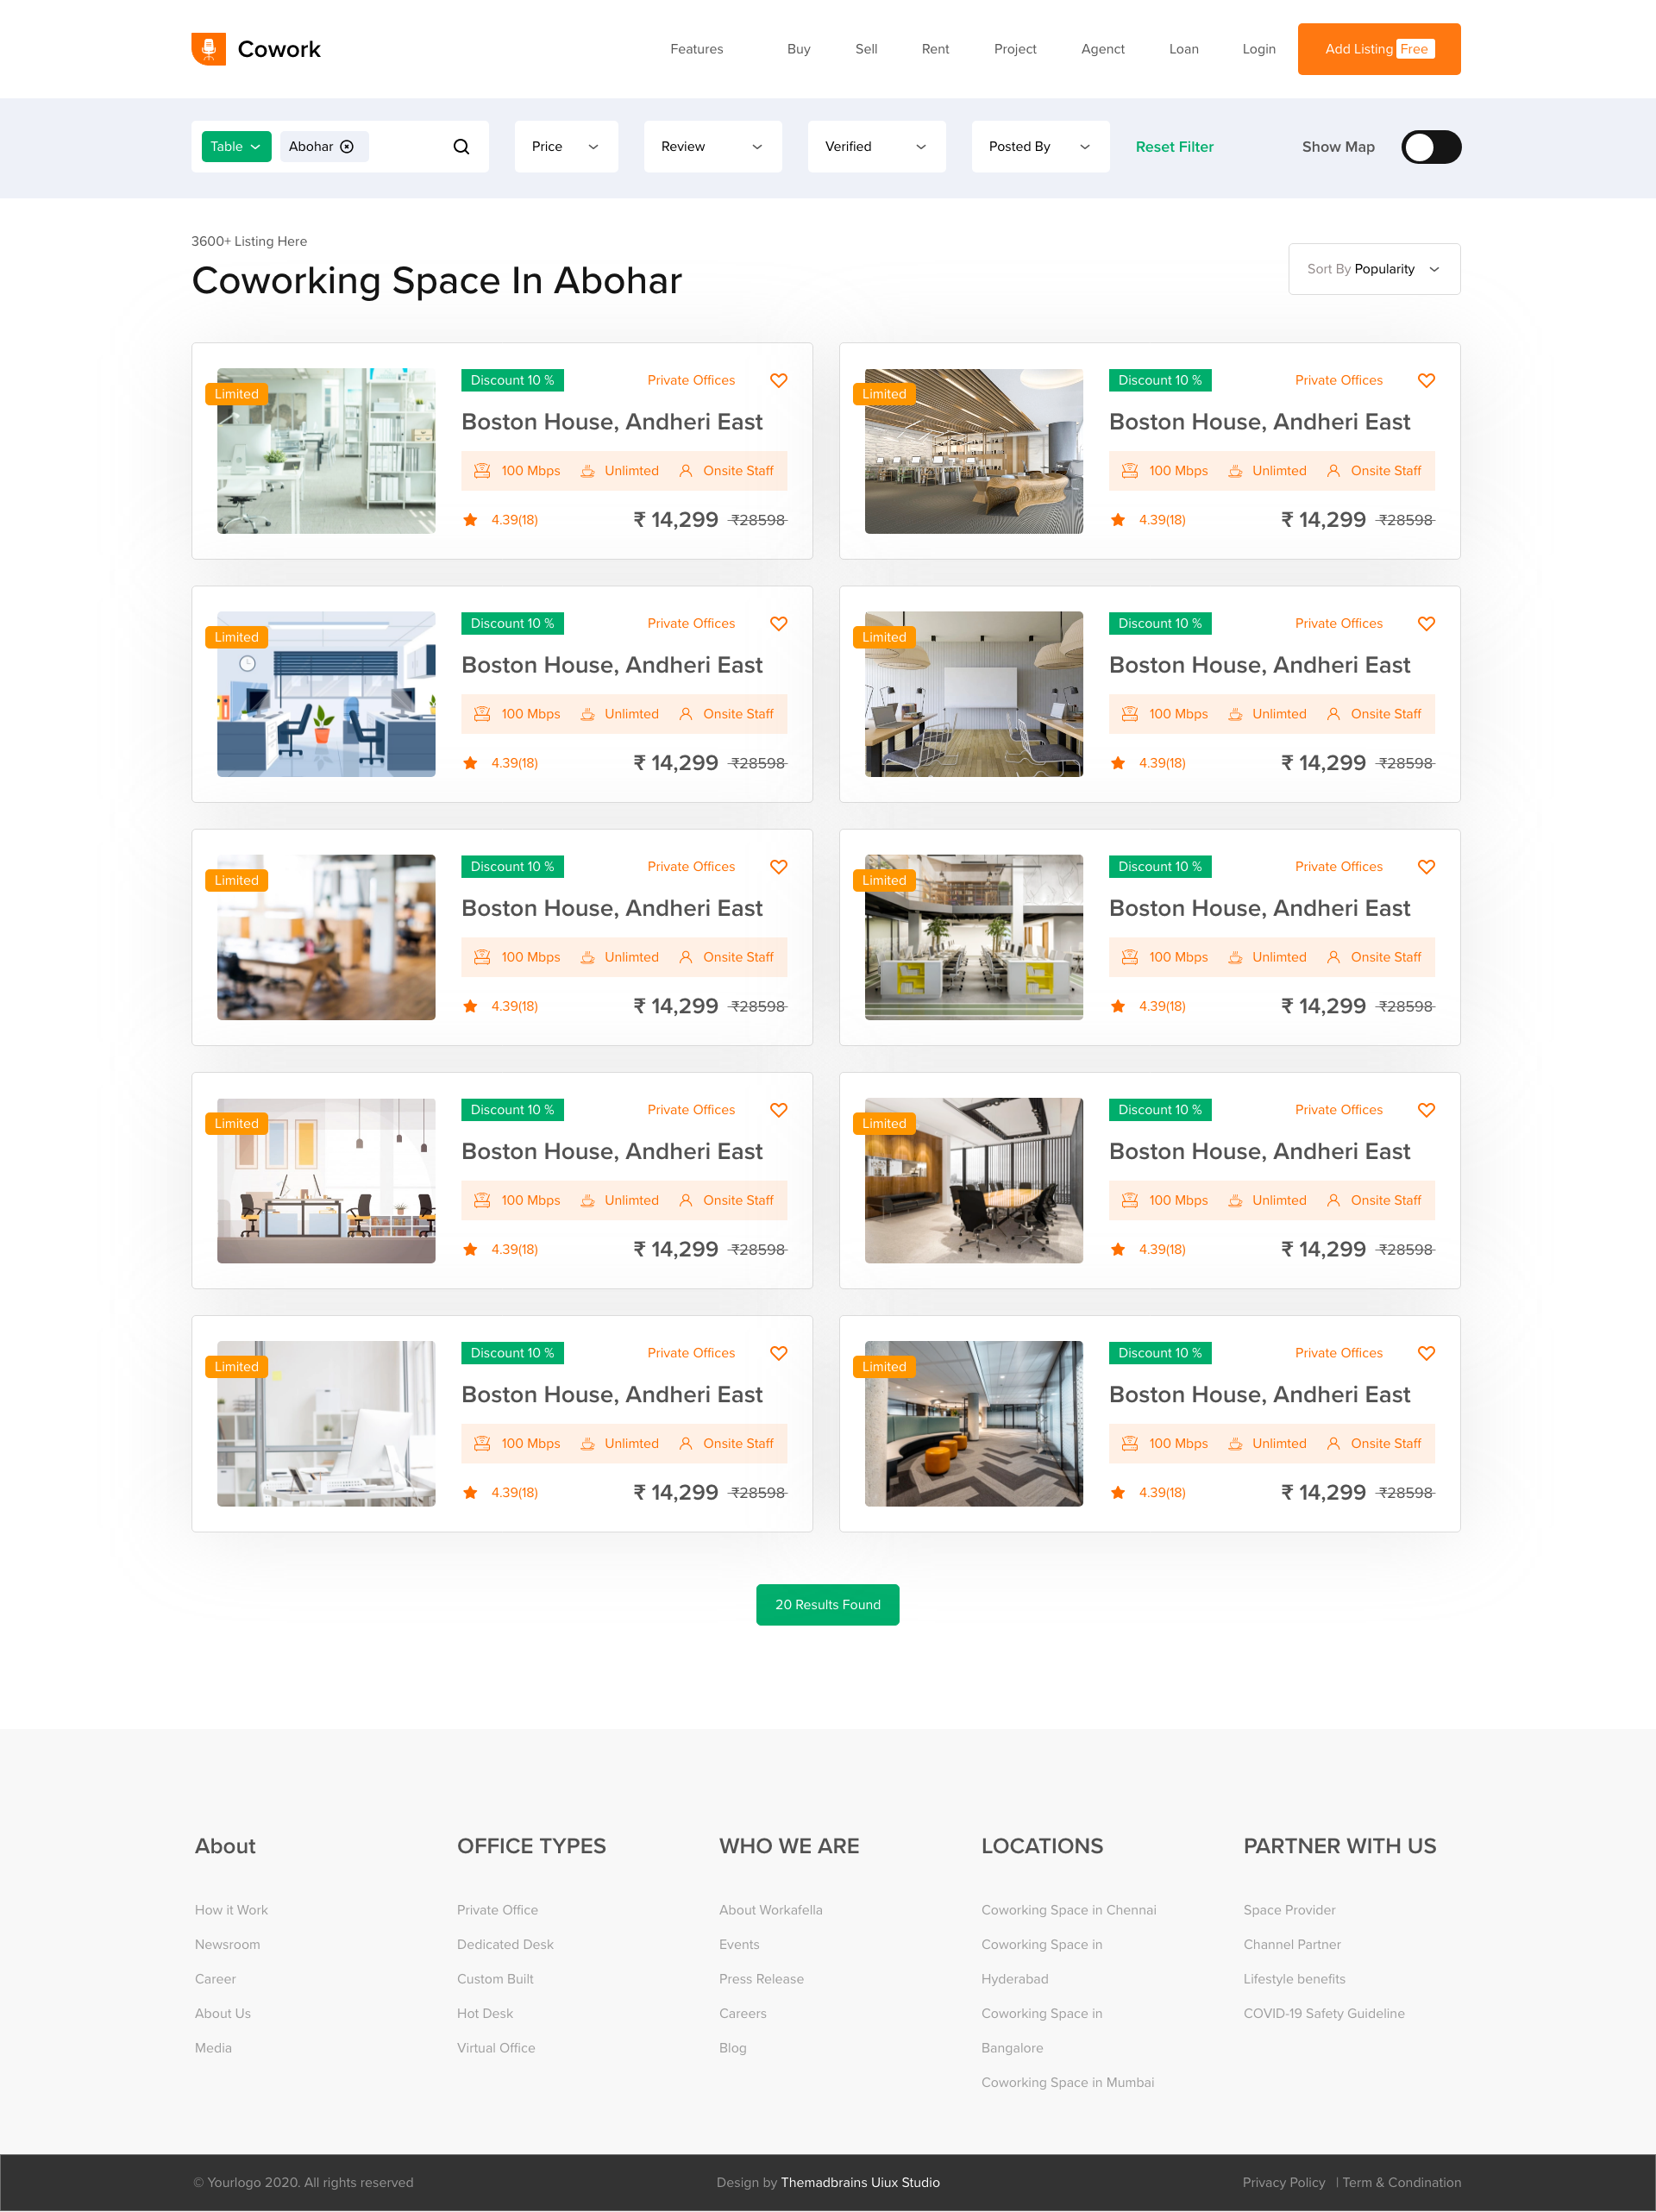 Cowork
Features Buy Sell Rent Project Agenct Loan Login Add Listing Free
Table Abohar Price Review Verified Posted By Reset Filter Show Map
3600+ Listing Here
Coworking Space In Abohar
Sort By Popularity
Limited
Discount 10 % Private Offices
Boston House, Andheri East
100 Mbps Unlimted Onsite Staff
4.39(18) ₹ 14,299 ₹28598
Limited
Discount 10 % Private Offices
Boston House, Andheri East
100 Mbps Unlimted Onsite Staff
4.39(18) ₹ 14,299 ₹28598
Limited
Discount 10 % Private Offices
Boston House, Andheri East
100 Mbps Unlimted Onsite Staff
4.39(18) ₹ 14,299 ₹28598
Limited
Discount 10 % Private Offices
Boston House, Andheri East
100 Mbps Unlimted Onsite Staff
4.39(18) ₹ 14,299 ₹28598
Limited
Discount 10 % Private Offices
Boston House, Andheri East
100 Mbps Unlimted Onsite Staff
4.39(18) ₹ 14,299 ₹28598
Limited
Discount 10 % Private Offices
Boston House, Andheri East
100 Mbps Unlimted Onsite Staff
4.39(18) ₹ 14,299 ₹28598
Limited
Discount 10 % Private Offices
Boston House, Andheri East
100 Mbps Unlimted Onsite Staff
4.39(18) ₹ 14,299 ₹28598
Limited
Discount 10 % Private Offices
Boston House, Andheri East
100 Mbps Unlimted Onsite Staff
4.39(18) ₹ 14,299 ₹28598
Limited
Discount 10 % Private Offices
Boston House, Andheri East
100 Mbps Unlimted Onsite Staff
4.39(18) ₹ 14,299 ₹28598
Limited
Discount 10 % Private Offices
Boston House, Andheri East
100 Mbps Unlimted Onsite Staff
4.39(18) ₹ 14,299 ₹28598
20 Results Found
About
How it Work
Newsroom
Career
About Us
Media
OFFICE TYPES
Private Office
Dedicated Desk
Custom Built
Hot Desk
Virtual Office
WHO WE ARE
About Workafella
Events
Press Release
Careers
Blog
LOCATIONS
Coworking Space in Chennai
Coworking Space in
Hyderabad
Coworking Space in
Bangalore
Coworking Space in Mumbai
PARTNER WITH US
Space Provider
Channel Partner
Lifestyle benefits
COVID-19 Safety Guideline
© Yourlogo 2020. All rights reserved
Design by Themadbrains Uiux Studio
Privacy Policy | Term & Condination